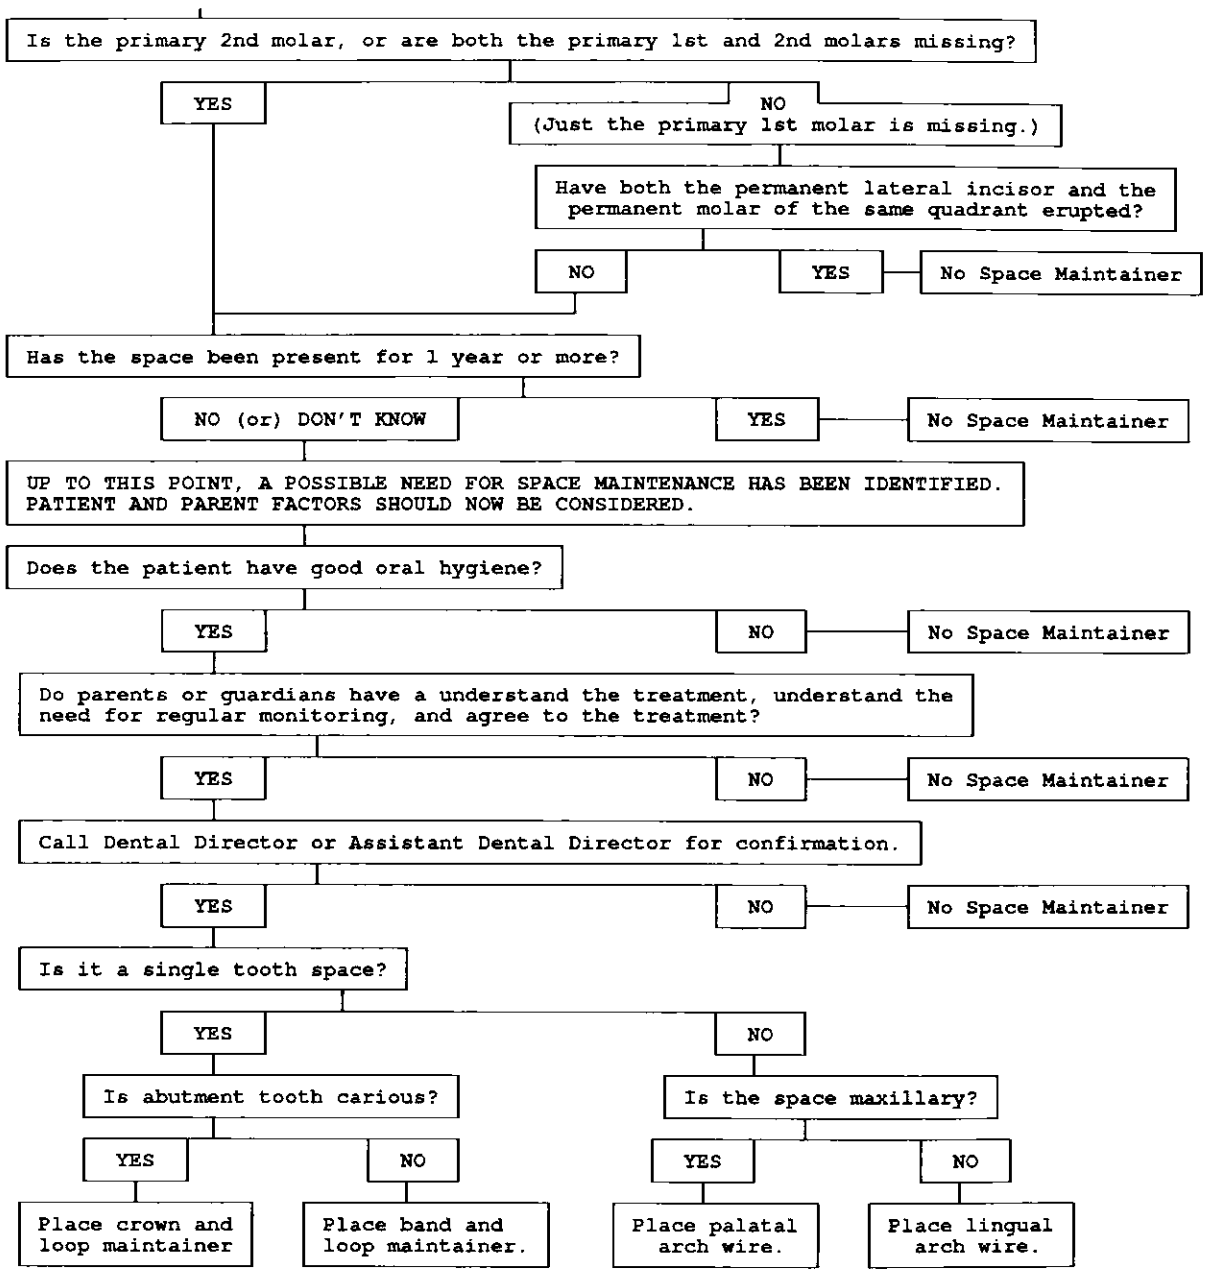 Is the primary 2nd molar, or are both the primary 1st and 2nd molars missing?
YES
NO
(Just the primary 1st molar is missing.)
Have both the permanent lateral incisor and the
permanent molar of the same quadrant erupted?
NO
YES
No Space Maintainer
Has the space been present for 1 year or more?
NO (or) DON'T KNOW
YES
No Space Maintainer
UP TO THIS POINT, A POSSIBLE NEED FOR SPACE MAINTENANCE HAS BEEN IDENTIFIED.
PATIENT AND PARENT FACTORS SHOULD NOW BE CONSIDERED.
Does the patient have good oral hygiene?
YES
NO
No Space Maintainer
Do parents or guardians have a understand the treatment, understand the
need for regular monitoring, and agree to the treatment?
YES
NO
No Space Maintainer
Call Dental Director or Assistant Dental Director for confirmation.
YES
NO
No Space Maintainer
Is it a single tooth space?
YES
NO
Is abutment tooth carious?
Is the space maxillary?
YES
NO
YES
NO
Place crown and
loop maintainer
Place band and
loop maintainer.
Place palatal
arch wire.
Place lingual
arch wire.